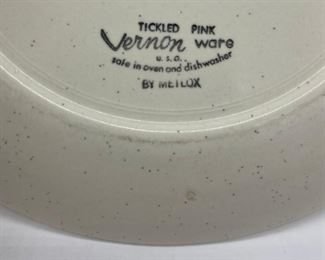 TICKLED PINK
Vernon ware
U.S.A.
safe in oven and dishwasher
BY METLOX